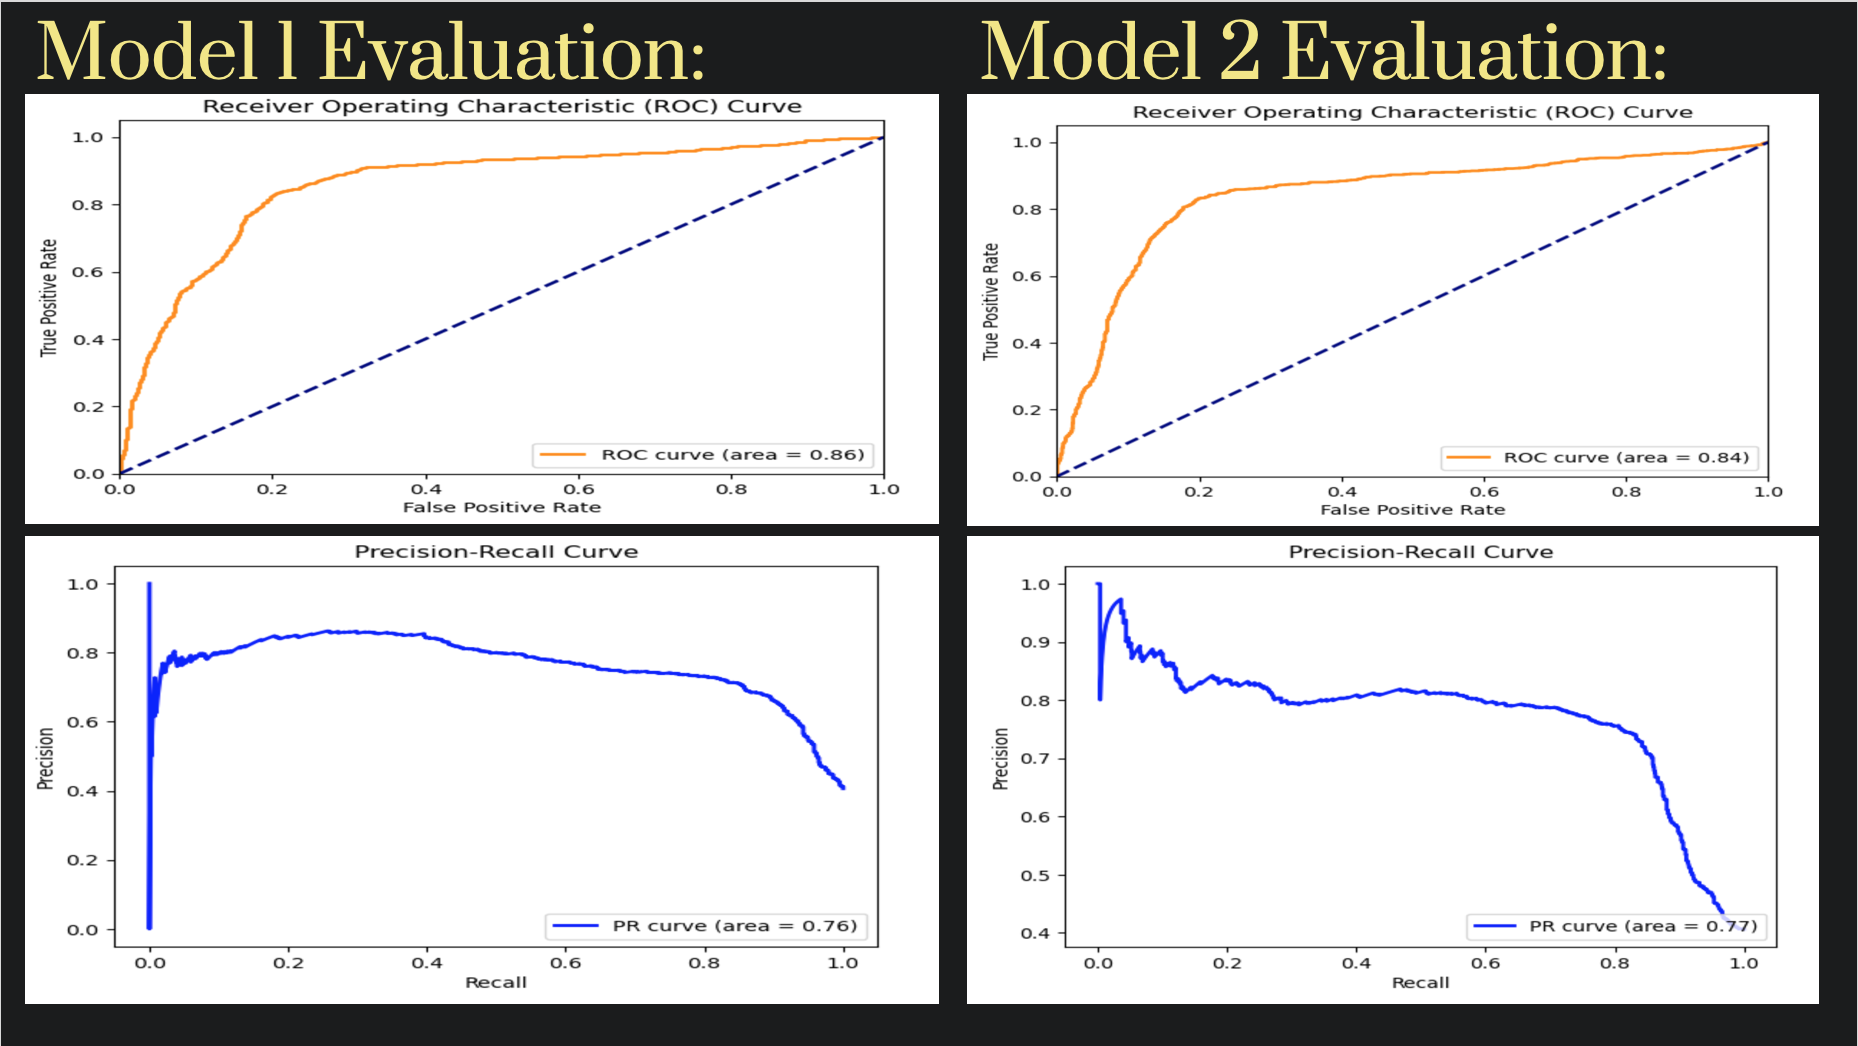 Model 1 Evaluation:
Receiver Operating Characteristic (ROC) Curve
True Positive Rate
1.0
0.8
0.6
0.4
0.2
0.0
ROC curve (area = 0.86)
0.0 0.2 0.4 0.6 0.8 1.0
False Positive Rate
Precision-Recall Curve
Precision
1.0
0.8
0.6
0.4
0.2
0.0
PR curve (area = 0.76)
0.0 0.2 0.4 0.6 0.8 1.0
Recall
Model 2 Evaluation:
Receiver Operating Characteristic (ROC) Curve
True Positive Rate
1.0
0.8
0.6
0.4
0.2
0.0
ROC curve (area = 0.84)
0.0 0.2 0.4 0.6 0.8 1.0
False Positive Rate
Precision-Recall Curve
Precision
1.0
0.9
0.8
0.7
0.6
0.5
0.4
PR curve (area = 0.77)
0.0 0.2 0.4 0.6 0.8 1.0
Recall